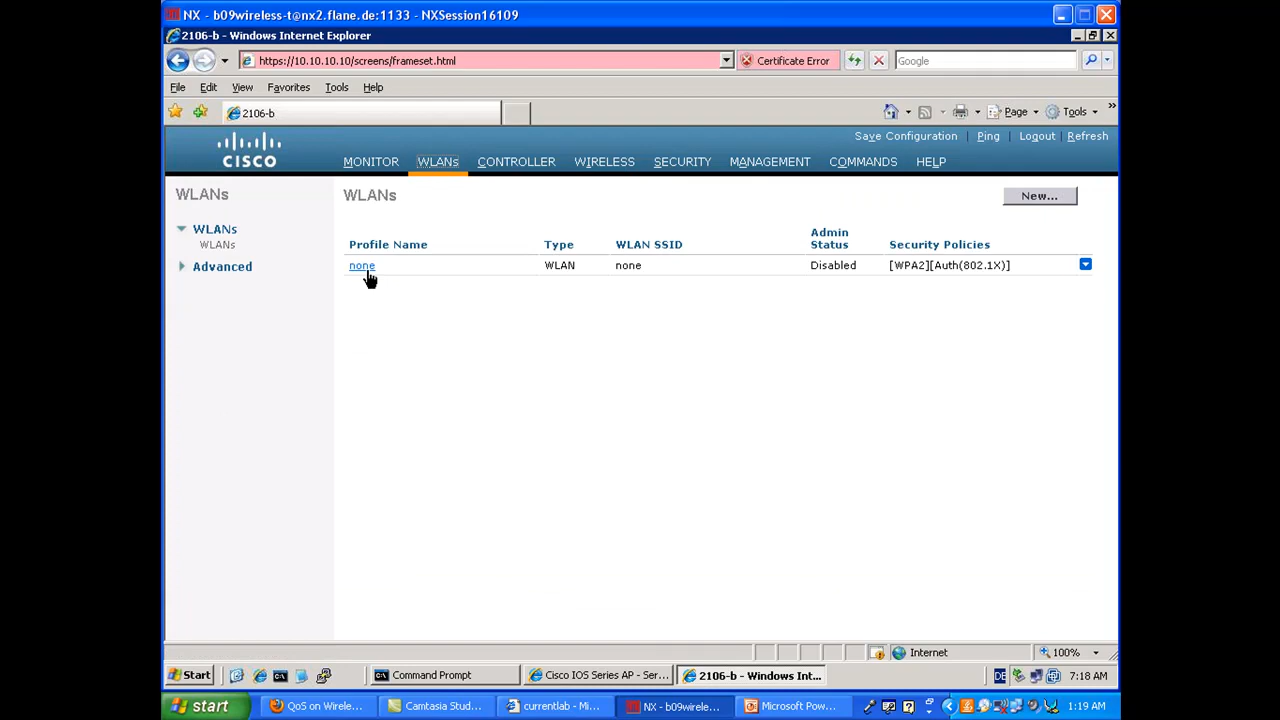 NX - b09wireless-t@nx2.flane.de:1133 - NXSession16109
2106-b - Windows Internet Explorer
https://10.10.10.10/screens/frameset.html
Certificate Error
Google
File Edit View Favorites Tools Help
2106-b
Page Tools
Save Configuration Ping Logout Refresh
CISCO
MONITOR WLANs CONTROLLER WIRELESS SECURITY MANAGEMENT COMMANDS HELP
WLANs
WLANs
WLANs
Advanced
WLANs
New...
Profile Name Type WLAN SSID Admin Status Security Policies
none WLAN none Disabled [WPA2][Auth(802.1X)]
Internet
100%
Start
Command Prompt
Cisco IOS Series AP - Ser...
2106-b - Windows Int...
DE
7:18 AM
start
QoS on Wirele...
Camtasia Stud...
currentlab - Mi...
NX - b09wirele...
Microsoft Pow...
1:19 AM